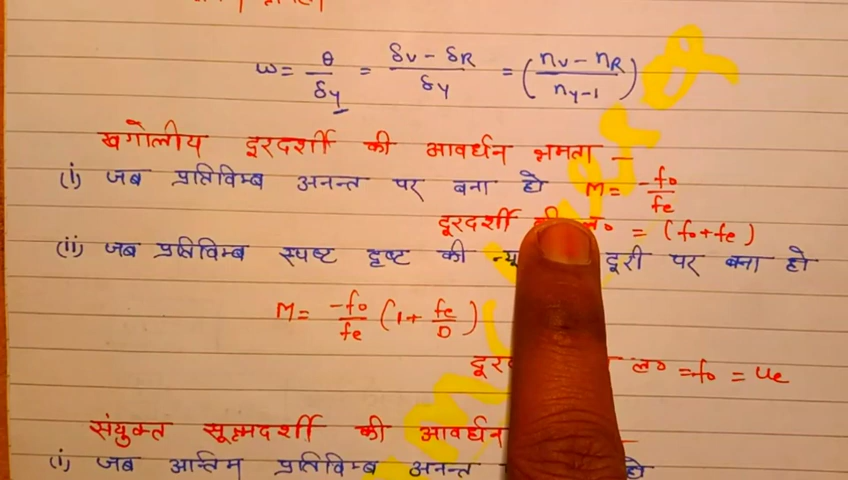 ω = θ/δy = δv - δR/δy = (nv - nR/ny-1)
खगोलीय दूरदर्शी की आवर्धन क्षमता -
(i) जब प्रतिविम्ब अनन्त पर बना हो M = -fo/fe
दूरदर्शी की ल० = (fo+fe)
(ii) जब प्रतिविम्ब स्पष्ट दृष्ट की दूरी पर बना हो
M = -fo/fe (1 + fe/D)
ल० = fo = ue
संयुक्त सूक्ष्मदर्शी की आवर्धन
(i) जब अन्तिम प्रतिविम्ब अनन्त हो